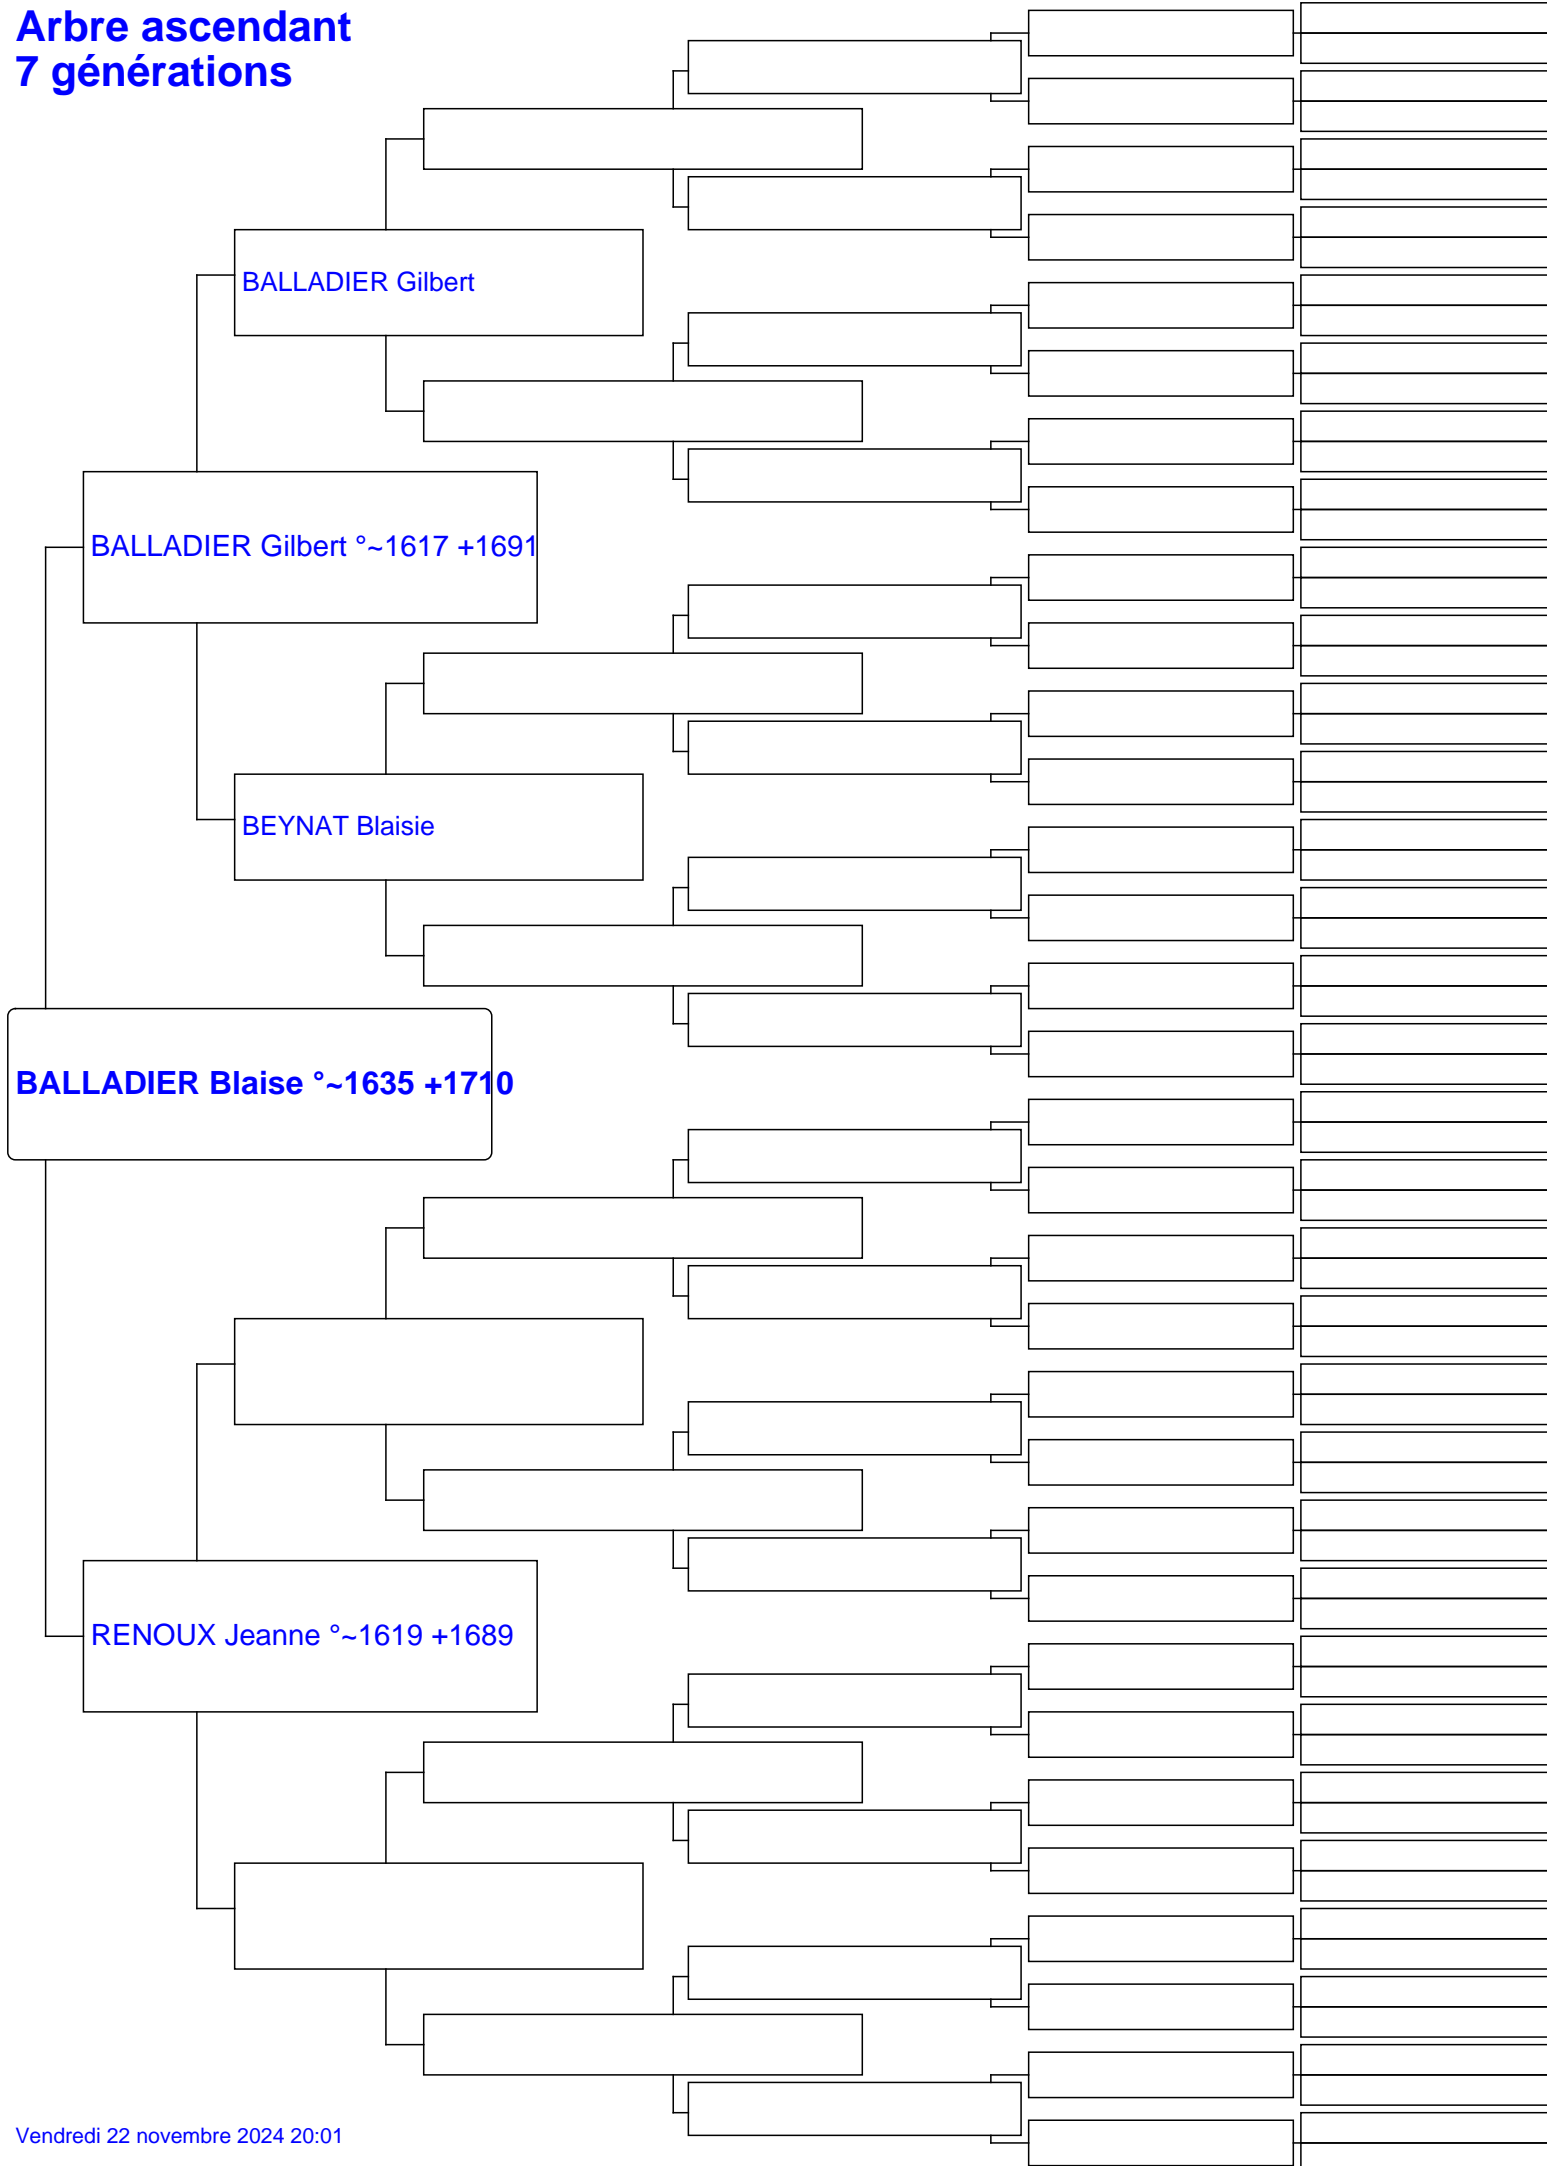 Arbre ascendant
7 générations
BALLADIER Gilbert
BALLADIER Gilbert °~1617 +1691
BEYNAT Blaisie
BALLADIER Blaise °~1635 +1710
RENOUX Jeanne °~1619 +1689
Vendredi 22 novembre 2024 20:01